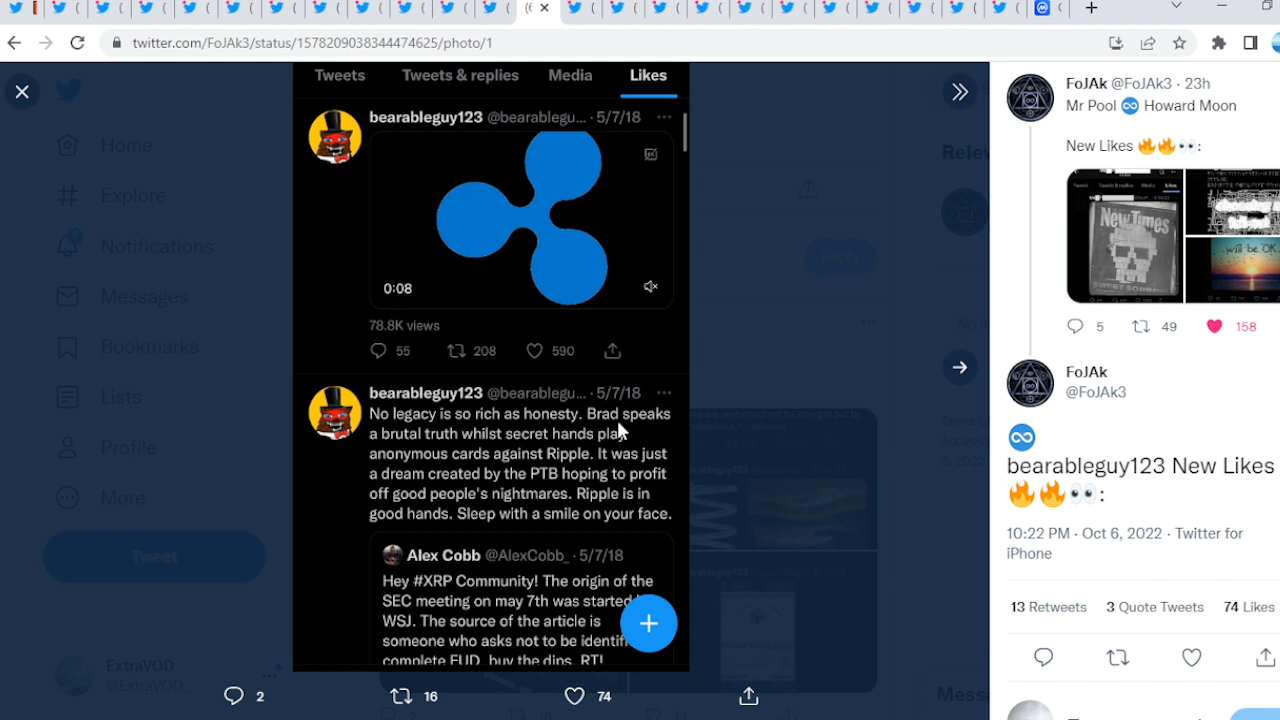 twitter.com/FoJAk3/status/1578209038344474625/photo/1
Tweets Tweets & replies Media Likes
bearableguy123 @bearablegu... · 5/7/18
0:08
78.8K views
55 208 590
bearableguy123 @bearablegu... · 5/7/18
No legacy is so rich as honesty. Brad speaks
a brutal truth whilst secret hands play
anonymous cards against Ripple. It was just
a dream created by the PTB hoping to profit
off good people's nightmares. Ripple is in
good hands. Sleep with a smile on your face.
Alex Cobb @AlexCobb_ · 5/7/18
Hey #XRP Community! The origin of the
SEC meeting on may 7th was started
WSJ. The source of the article is
someone who asks not to be identif
complete FUD, buy the dips, RT!
2 16 74
Home
Explore
Notifications
Messages
Bookmarks
Lists
Profile
More
Tweet
ExtraVOD
@ExtraVOD_
FoJAk @FoJAk3 · 23h
Mr Pool ♾️ Howard Moon
New Likes 🔥🔥👀:
New Times
will be OK
5 49 158
FoJAk
@FoJAk3
♾️
bearableguy123 New Likes
🔥🔥👀:
10:22 PM · Oct 6, 2022 · Twitter for
iPhone
13 Retweets 3 Quote Tweets 74 Likes